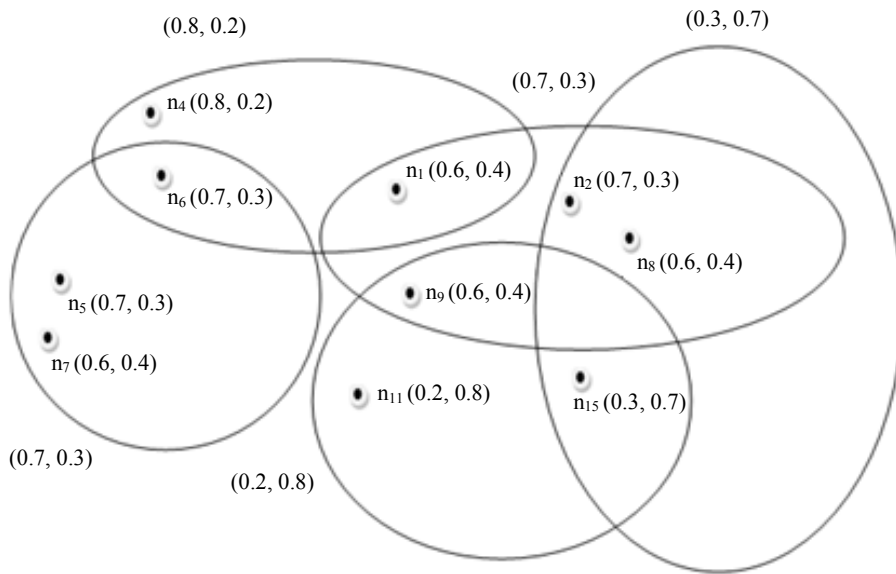 (0.8, 0.2)
(0.3, 0.7)
(0.7, 0.3)
n₄ (0.8, 0.2)
n₁ (0.6, 0.4)
n₂ (0.7, 0.3)
n₆ (0.7, 0.3)
n₈ (0.6, 0.4)
n₉ (0.6, 0.4)
n₅ (0.7, 0.3)
n₇ (0.6, 0.4)
n₁₁ (0.2, 0.8)
n₁₅ (0.3, 0.7)
(0.7, 0.3)
(0.2, 0.8)